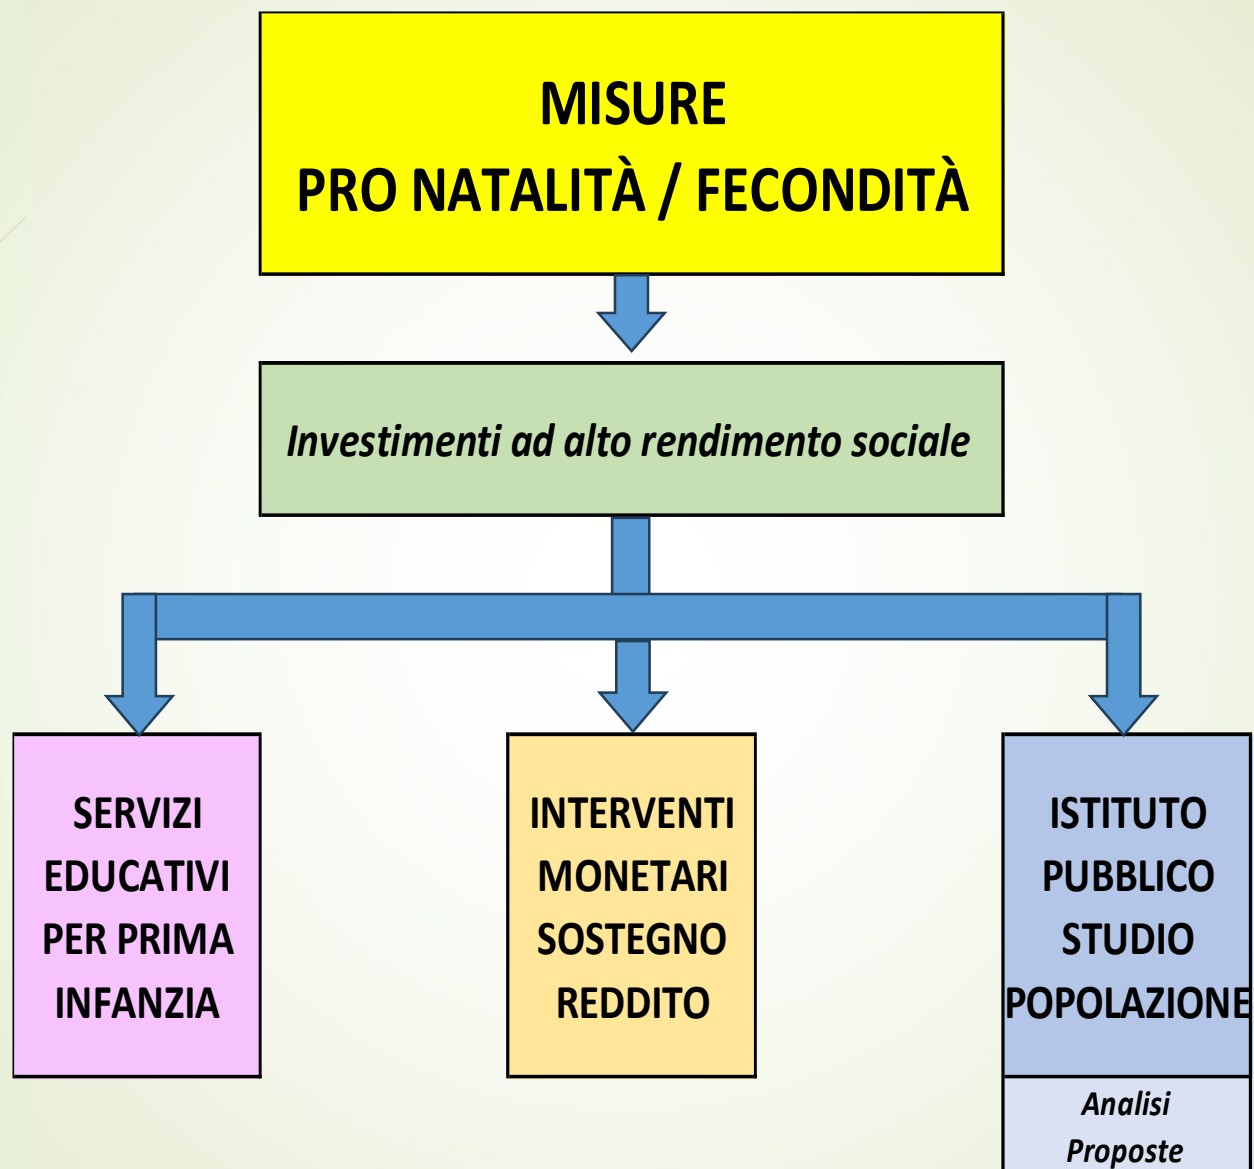 MISURE
PRO NATALITÀ / FECONDITÀ
Investimenti ad alto rendimento sociale
SERVIZI
EDUCATIVI
PER PRIMA
INFANZIA
INTERVENTI
MONETARI
SOSTEGNO
REDDITO
ISTITUTO
PUBBLICO
STUDIO
POPOLAZIONE
Analisi
Proposte